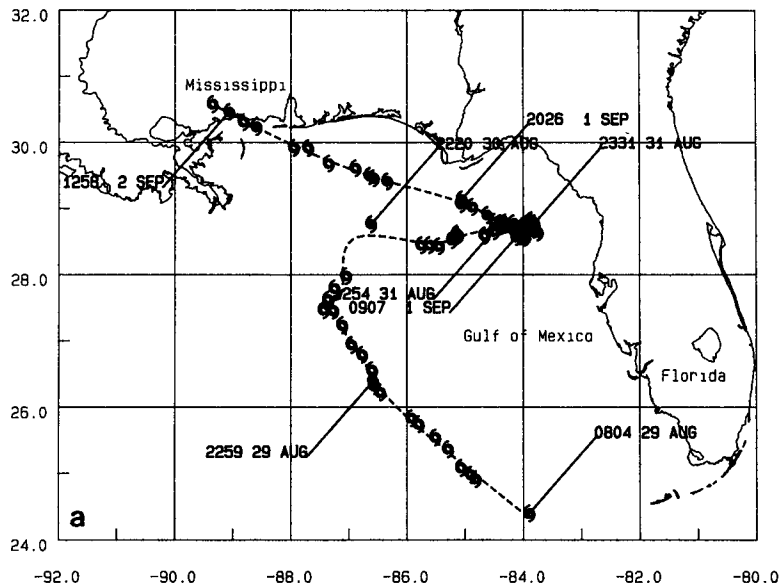 32.0
Mississippi
2026 1 SEP
30.0
2220 30 AUG
2331 31 AUG
1256 2 SEP
28.0
254 31 AUG
0907 1 SEP
Gulf of Mexico
Florida
26.0
0804 29 AUG
2259 29 AUG
a
24.0
-92.0 -90.0 -88.0 -86.0 -84.0 -82.0 -80.0